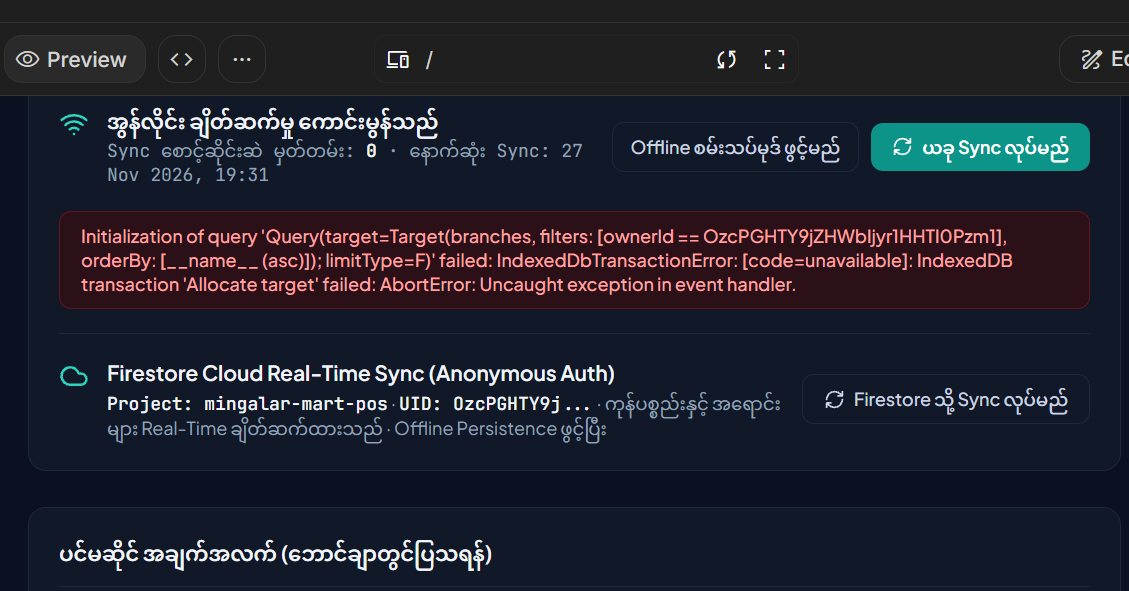 Preview
/
Ed
အွန်လိုင်း ချိတ်ဆက်မှု ကောင်းမွန်သည်
Sync စောင့်ဆိုင်းဆဲ မှတ်တမ်း: 0 · နောက်ဆုံး Sync: 27
Nov 2026, 19:31
Offline စမ်းသပ်မုဒ် ဖွင့်မည်
ယခု Sync လုပ်မည်
Initialization of query 'Query(target=Target(branches, filters: [ownerId == OzcPGHTY9jZHWbIjyr1HHTI0Pzm1],
orderBy: [__name__ (asc)]); limitType=F)' failed: IndexedDbTransactionError: [code=unavailable]: IndexedDB
transaction 'Allocate target' failed: AbortError: Uncaught exception in event handler.
Firestore Cloud Real-Time Sync (Anonymous Auth)
Project: mingalar-mart-pos · UID: OzcPGHTY9j... · ကုန်ပစ္စည်းနှင့် အရောင်း
များ Real-Time ချိတ်ဆက်ထားသည် · Offline Persistence ဖွင့်ပြီး
Firestore သို့ Sync လုပ်မည်
ပင်မဆိုင် အချက်အလက် (ဘောင်ချာတွင်ပြသရန်)